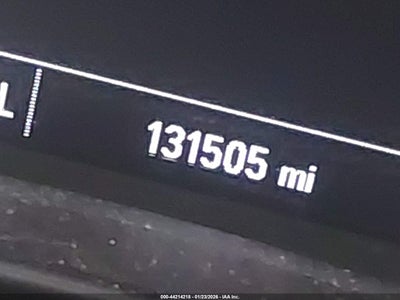 L
131505 mi
000-44214218 - 01/23/2026 - IAA Inc.